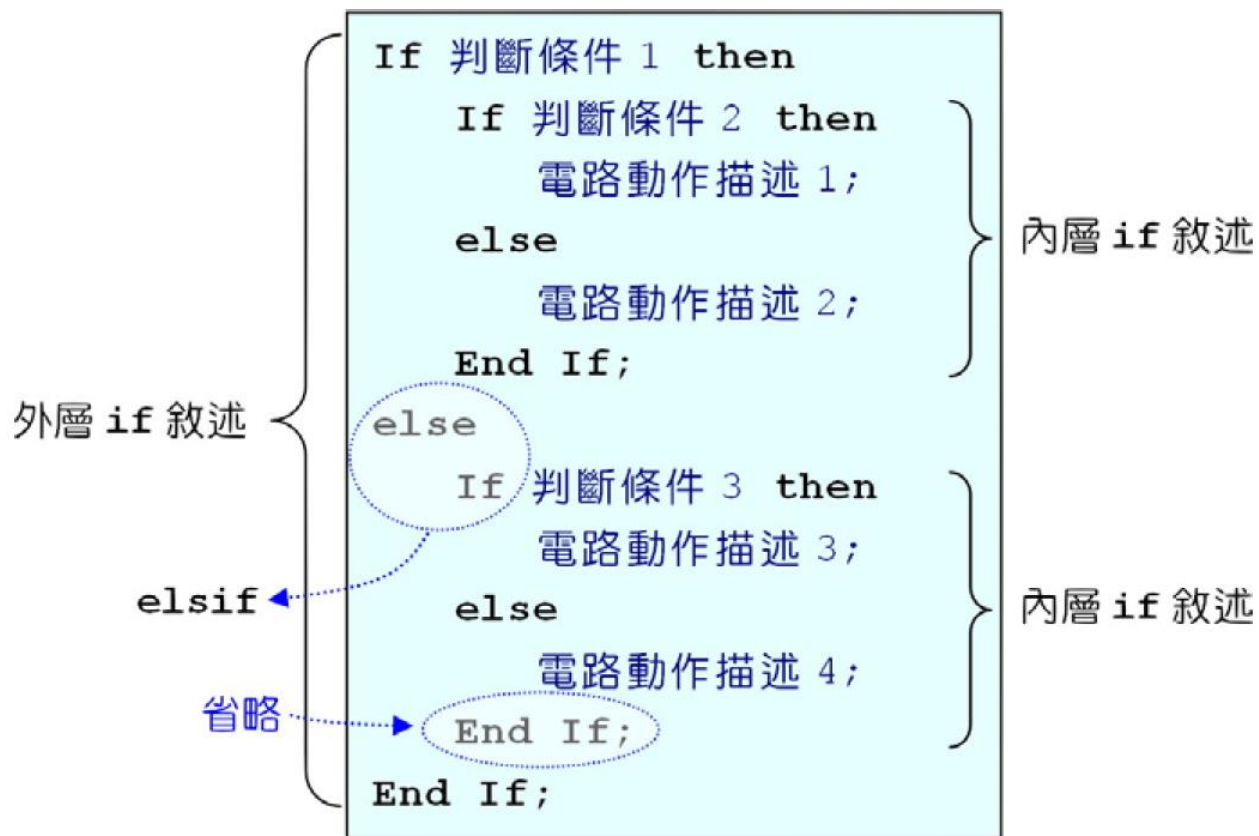 If 判斷條件 1 then
If 判斷條件 2 then
電路動作描述 1;
else
電路動作描述 2;
End If;
內層 if 敘述
外層 if 敘述
else
If 判斷條件 3 then
電路動作描述 3;
elsif
else
內層 if 敘述
電路動作描述 4;
省略
End If;
End If;